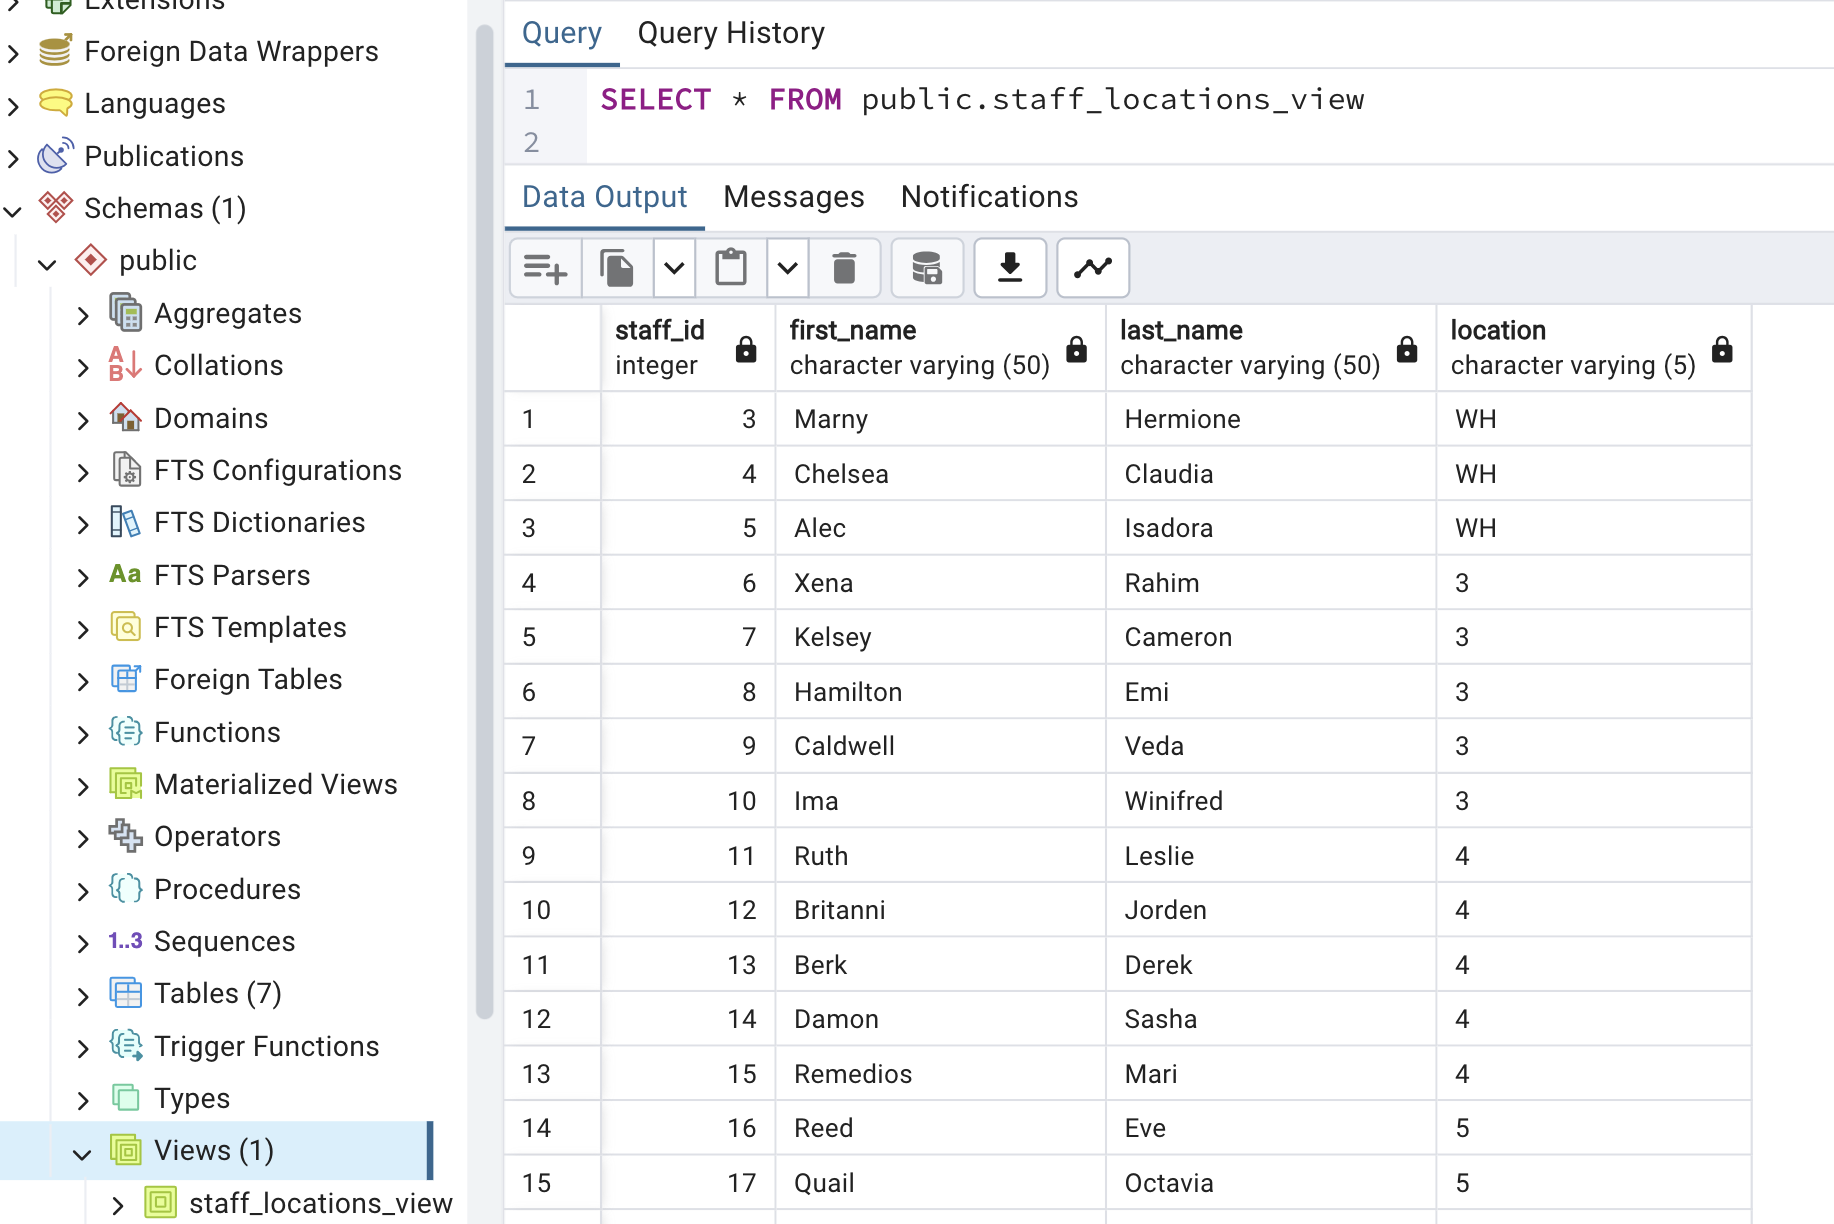 Extensions
Foreign Data Wrappers
Languages
Publications
Schemas (1)
public
Aggregates
A
B
Collations
Domains
FTS Configurations
FTS Dictionaries
Aa FTS Parsers
FTS Templates
Foreign Tables
Functions
Materialized Views
Operators
Procedures
1..3 Sequences
Tables (7)
Trigger Functions
Types
Views (1)
staff_locations_view
Query Query History
1 SELECT * FROM public.staff_locations_view
2
Data Output Messages Notifications
staff_id first_name last_name location
integer character varying (50) character varying (50) character varying (5)
1 3 Marny Hermione WH
2 4 Chelsea Claudia WH
3 5 Alec Isadora WH
4 6 Xena Rahim 3
5 7 Kelsey Cameron 3
6 8 Hamilton Emi 3
7 9 Caldwell Veda 3
8 10 Ima Winifred 3
9 11 Ruth Leslie 4
10 12 Britanni Jorden 4
11 13 Berk Derek 4
12 14 Damon Sasha 4
13 15 Remedios Mari 4
14 16 Reed Eve 5
15 17 Quail Octavia 5